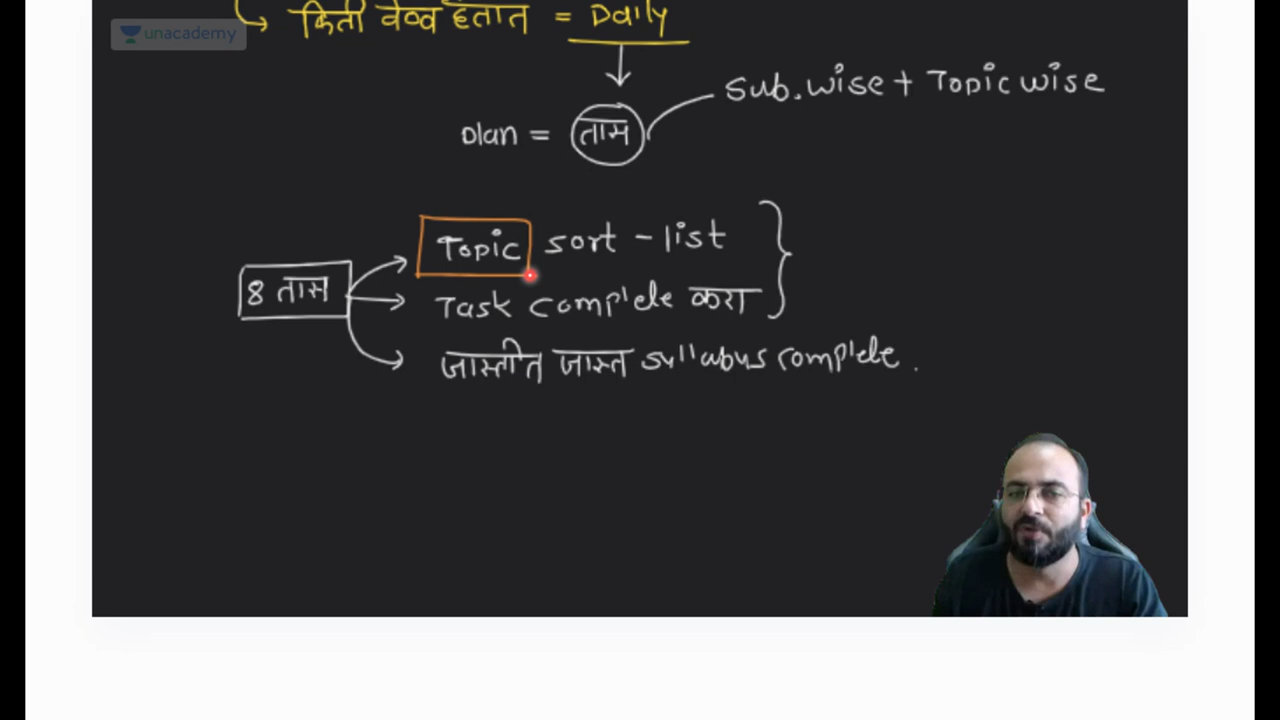 unacademy
किती वेळ देतात = Daily
Sub.wise + Topic wise
plan = तास
Topic sort - list
8 तास
Task complete करा
जास्तीत जास्त syllabus complete.